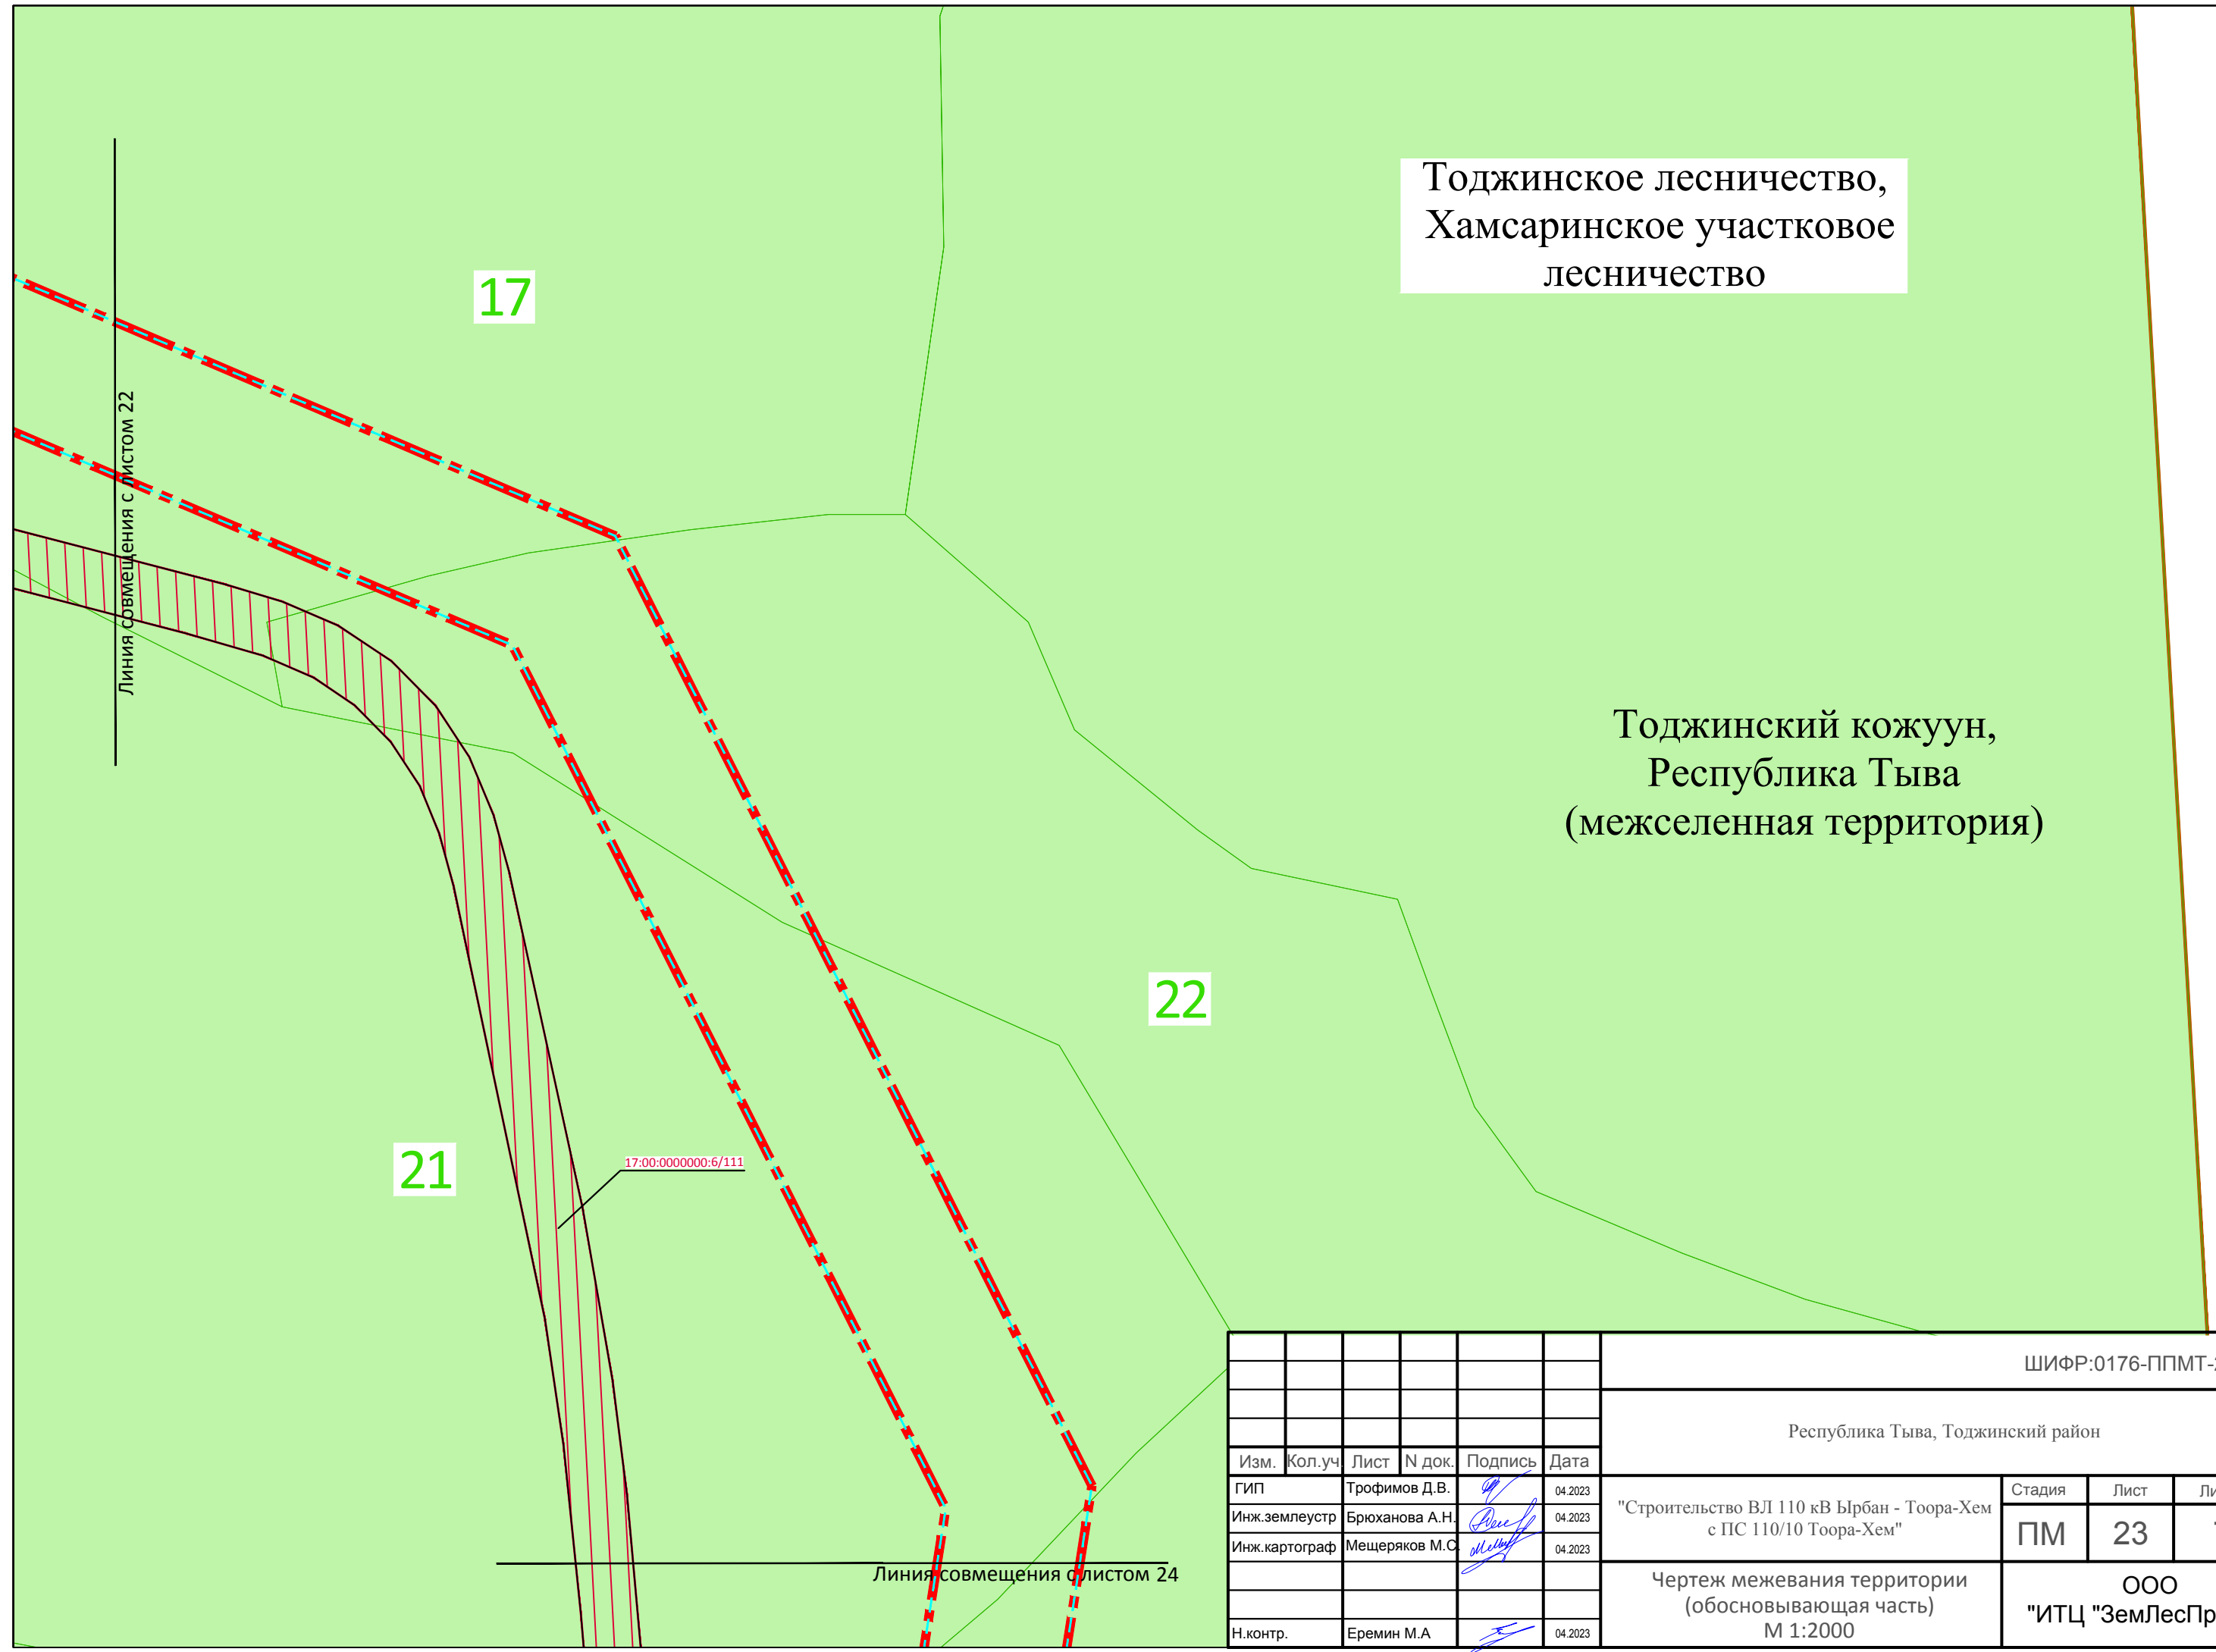 Тоджинское лесничество,
Хамсаринское участковое
лесничество
17
Линия совмещения с листом 22
Тоджинский кожуун,
Республика Тыва
(межселенная территория)
22
21
17:00:0000000:6/111
Линия совмещения с листом 24
ШИФР:0176-ППМТ-
Республика Тыва, Тоджинский район
Изм. Кол.уч Лист N док. Подпись Дата
ГИП Трофимов Д.В. 04.2023
Инж.землеустр Брюханова А.Н. 04.2023
Инж.картограф Мещеряков М.С. 04.2023
Н.контр. Еремин М.А 04.2023
"Строительство ВЛ 110 кВ Ырбан - Тоора-Хем
с ПС 110/10 Тоора-Хем"
Стадия Лист Ли
ПМ 23
Чертеж межевания территории
(обосновывающая часть)
М 1:2000
ООО
"ИТЦ "ЗемЛесПр